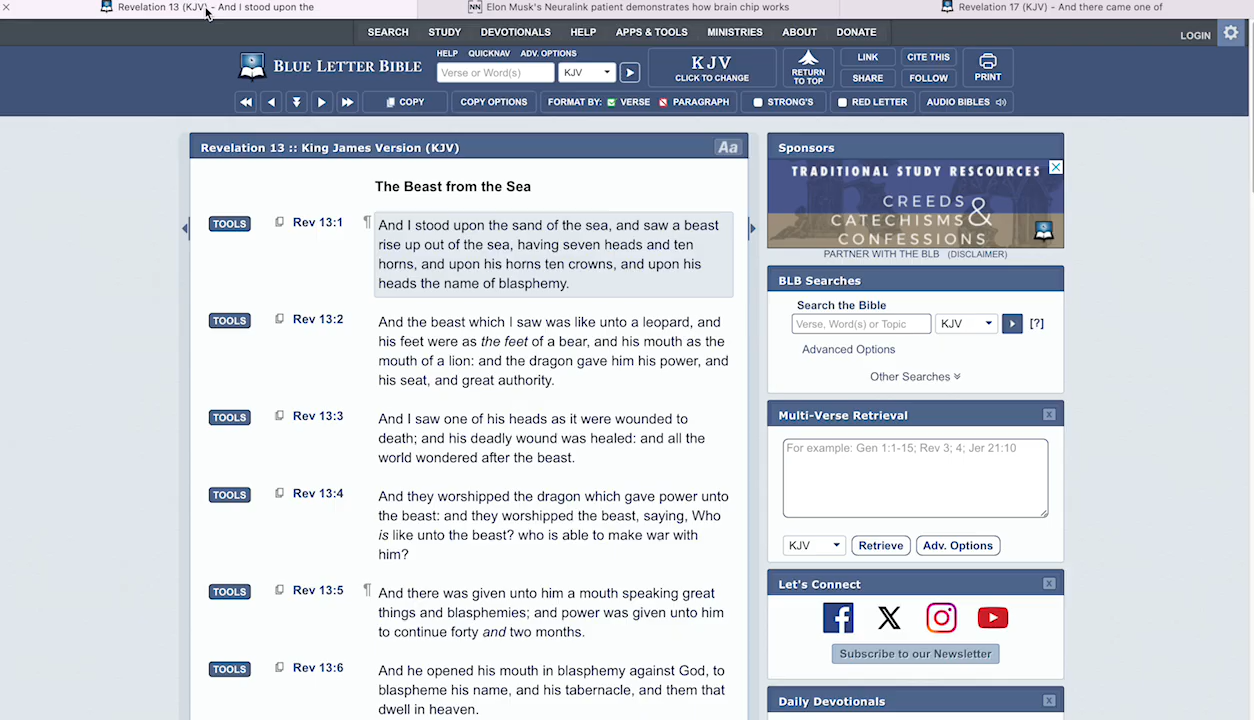 Revelation 13 (KJV) - And I stood upon the
Elon Musk's Neuralink patient demonstrates how brain chip works
Revelation 17 (KJV) - And there came one of
SEARCH STUDY DEVOTIONALS HELP APPS & TOOLS MINISTRIES ABOUT DONATE
LOGIN
BLUE LETTER BIBLE
HELP QUICKNAV ADV. OPTIONS
Verse or Word(s) KJV
KJV
CLICK TO CHANGE
RETURN
TO TOP
LINK CITE THIS
SHARE FOLLOW
PRINT
COPY COPY OPTIONS FORMAT BY: VERSE PARAGRAPH STRONG'S RED LETTER AUDIO BIBLES
Revelation 13 :: King James Version (KJV) Aa
The Beast from the Sea
TOOLS Rev 13:1 ¶ And I stood upon the sand of the sea, and saw a beast
rise up out of the sea, having seven heads and ten
horns, and upon his horns ten crowns, and upon his
heads the name of blasphemy.
TOOLS Rev 13:2 And the beast which I saw was like unto a leopard, and
his feet were as the feet of a bear, and his mouth as the
mouth of a lion: and the dragon gave him his power, and
his seat, and great authority.
TOOLS Rev 13:3 And I saw one of his heads as it were wounded to
death; and his deadly wound was healed: and all the
world wondered after the beast.
TOOLS Rev 13:4 And they worshipped the dragon which gave power unto
the beast: and they worshipped the beast, saying, Who
is like unto the beast? who is able to make war with
him?
TOOLS Rev 13:5 ¶ And there was given unto him a mouth speaking great
things and blasphemies; and power was given unto him
to continue forty and two months.
TOOLS Rev 13:6 And he opened his mouth in blasphemy against God, to
blaspheme his name, and his tabernacle, and them that
dwell in heaven.
Sponsors
TRADITIONAL STUDY RESCOURCES
CREEDS
CATECHISMS &
CONFESSIONS
PARTNER WITH THE BLB (DISCLAIMER)
BLB Searches
Search the Bible
Verse, Word(s) or Topic KJV [?]
Advanced Options
Other Searches
Multi-Verse Retrieval x
For example: Gen 1:1-15; Rev 3; 4; Jer 21:10
KJV Retrieve Adv. Options
Let's Connect x
Subscribe to our Newsletter
Daily Devotionals x